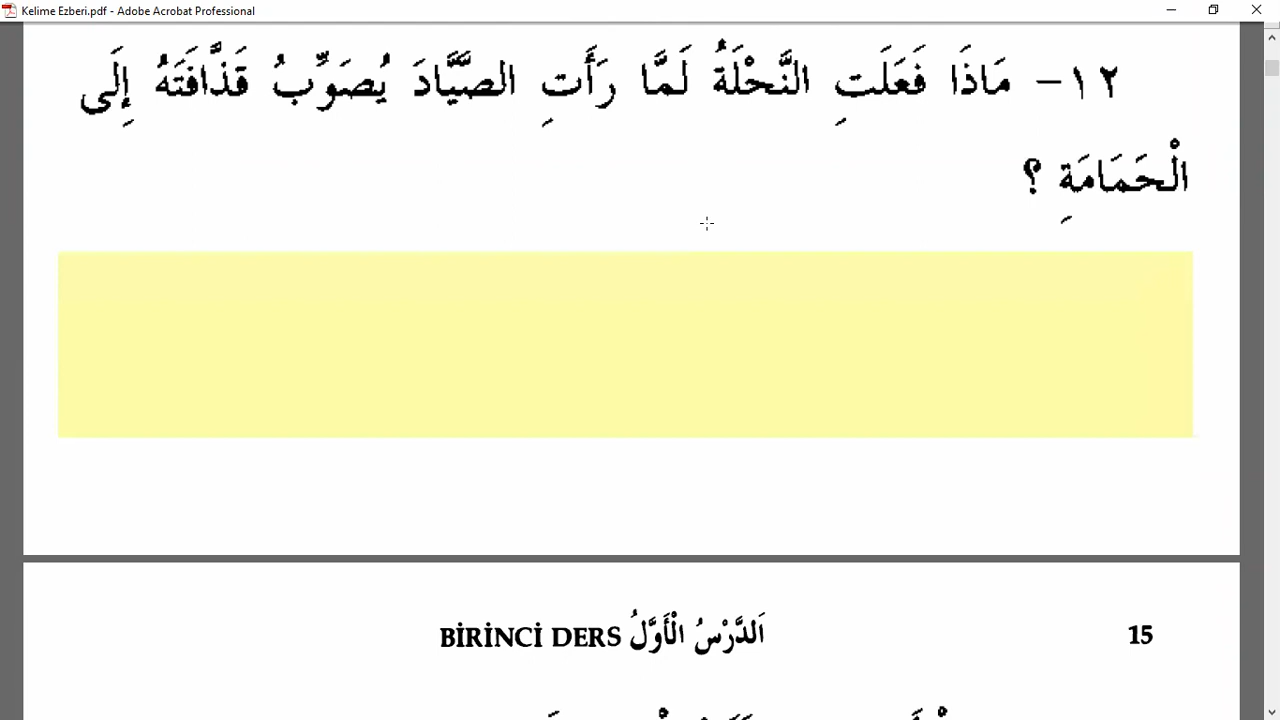 Kelime Ezberi.pdf - Adobe Acrobat Professional
١٢- مَاذَا فَعَلَتِ النَّحْلَةُ لَمَّا رَأَتِ الصَّيَّادَ يُصَوِّبُ قَذَّافَتَهُ إِلَى
الْحَمَامَةِ ؟
BİRİNCİ DERS اَلدَّرْسُ الْأَوَّلُ 15